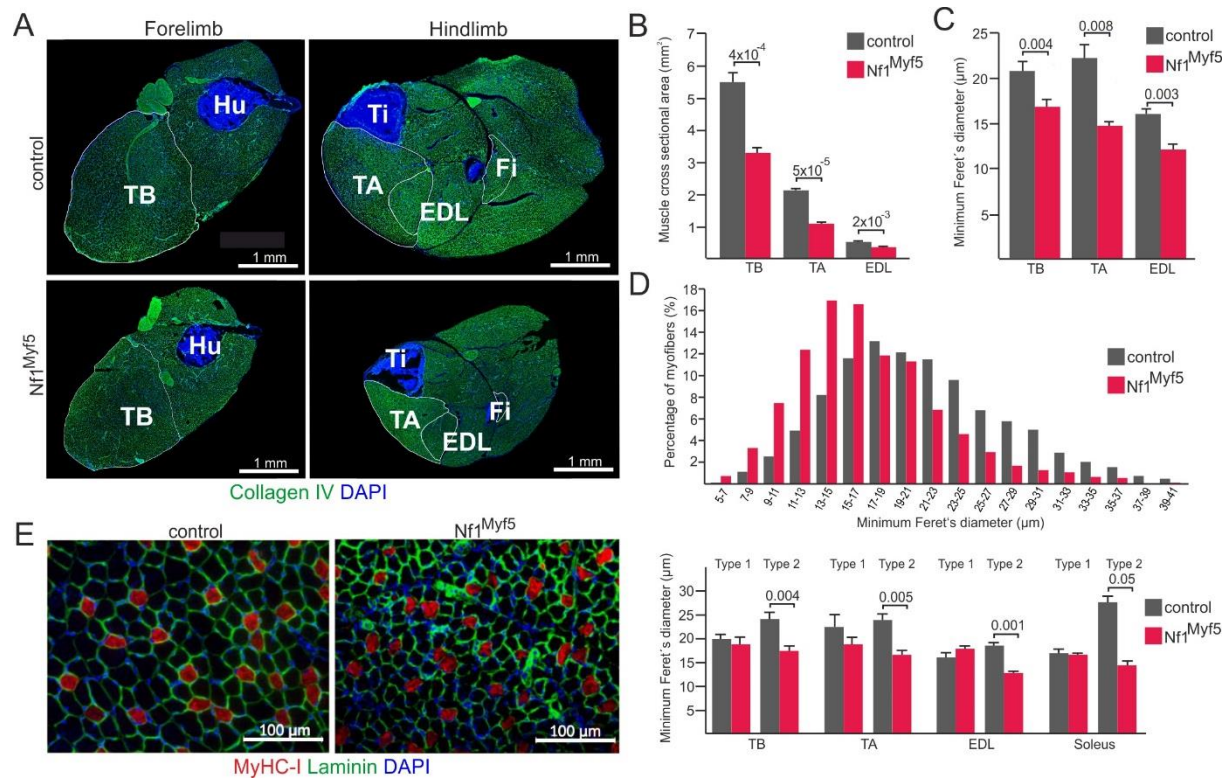 A
Forelimb
Hindlimb
control
Hu
TB
1 mm
Ti
TA
EDL
Fi
1 mm
Nf1Myf5
Hu
TB
1 mm
Ti
TA
EDL
Fi
1 mm
Collagen IV DAPI
B
Muscle cross sectional area (mm²)
6
5
4
3
2
1
4x10-4
5x10-5
2x10-3
control
Nf1Myf5
TB TA EDL
C
Minimum Feret´s diameter (µm)
25
20
15
10
5
0.004
0.008
0.003
control
Nf1Myf5
TB TA EDL
D
Percentage of myofibers (%)
18
16
14
12
10
8
6
4
2
0
control
Nf1Myf5
5-7 7-9 9-11 11-13 13-15 15-17 17-19 19-21 21-23 23-25 25-27 27-29 29-31 31-33 33-35 35-37 37-39 39-41
Minimum Feret's diameter (µm)
E
control
Nf1Myf5
100 µm
100 µm
MyHC-I Laminin DAPI
Minimum Feret´s diameter (µm)
30
25
20
15
10
5
Type 1 Type 2 Type 1 Type 2 Type 1 Type 2 Type 1 Type 2
0.004
0.005
0.001
0.05
control
Nf1Myf5
TB TA EDL Soleus